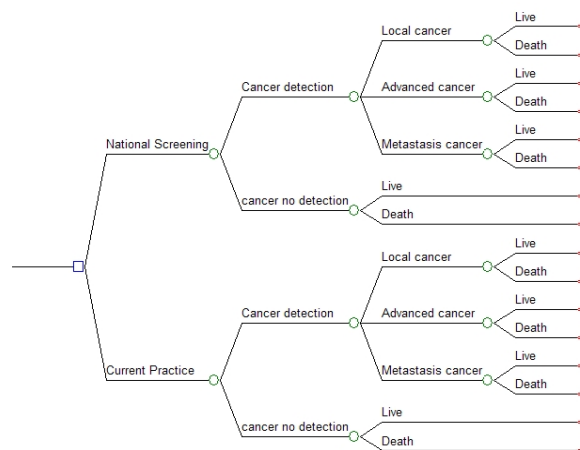 Live
Local cancer
Death
Live
Cancer detection
Advanced cancer
Death
Live
National Screening
Metastasis cancer
Death
Live
cancer no detection
Death
Live
Local cancer
Death
Live
Cancer detection
Advanced cancer
Death
Live
Current Practice
Metastasis cancer
Death
Live
cancer no detection
Death